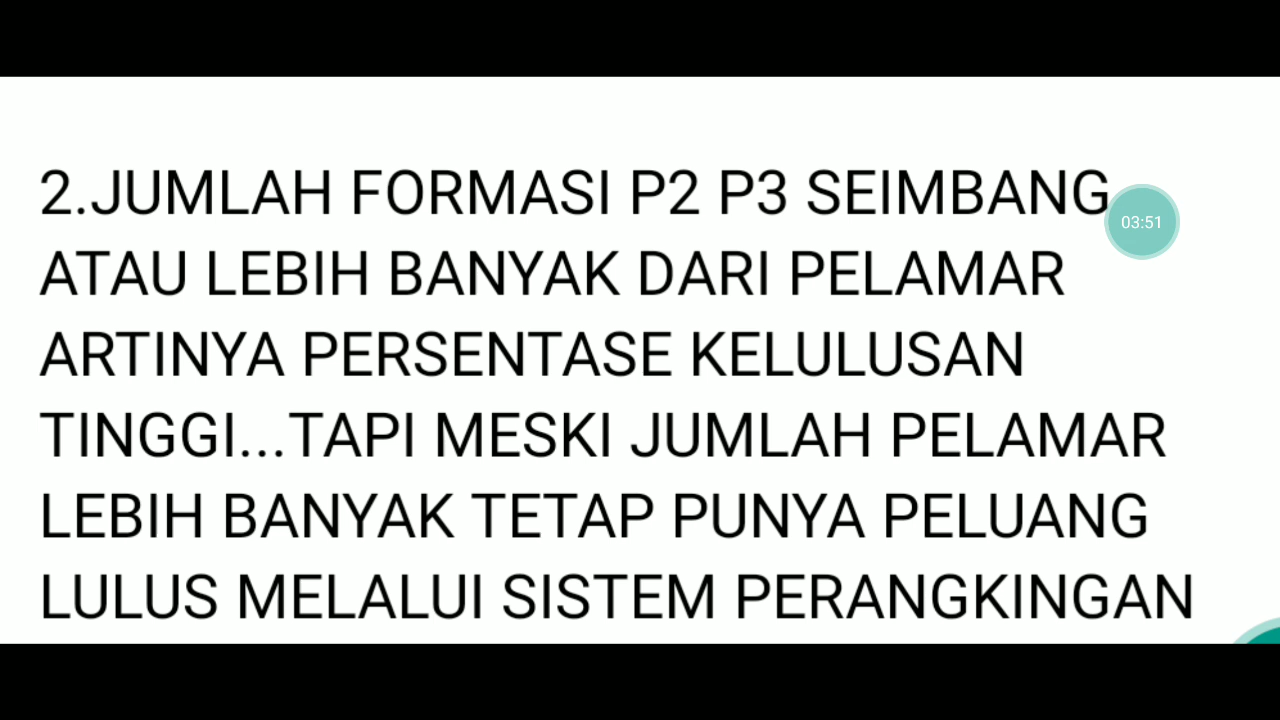 2.JUMLAH FORMASI P2 P3 SEIMBANG
03:51
ATAU LEBIH BANYAK DARI PELAMAR
ARTINYA PERSENTASE KELULUSAN
TINGGI...TAPI MESKI JUMLAH PELAMAR
LEBIH BANYAK TETAP PUNYA PELUANG
LULUS MELALUI SISTEM PERANGKINGAN